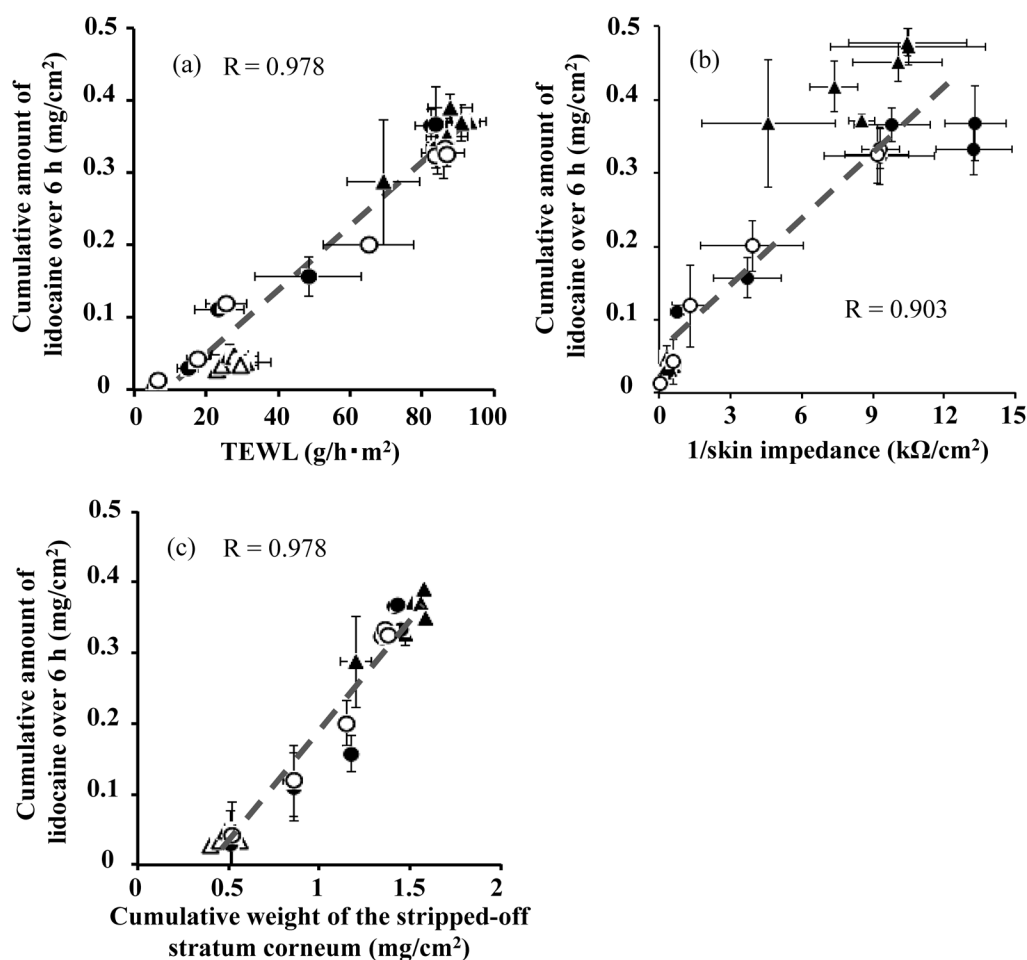 Cumulative amount of
lidocaine over 6 h (mg/cm²)
0.5
0.4
0.3
0.2
0.1
0
(a)
R = 0.978
0
20
40
60
80
100
TEWL (g/h・m²)
Cumulative amount of
lidocaine over 6 h (mg/cm²)
0.5
0.4
0.3
0.2
0.1
0
(b)
R = 0.903
0
3
6
9
12
15
1/skin impedance (kΩ/cm²)
Cumulative amount of
lidocaine over 6 h (mg/cm²)
0.5
0.4
0.3
0.2
0.1
0
(c)
R = 0.978
0
0.5
1
1.5
2
Cumulative weight of the stripped-off
stratum corneum (mg/cm²)